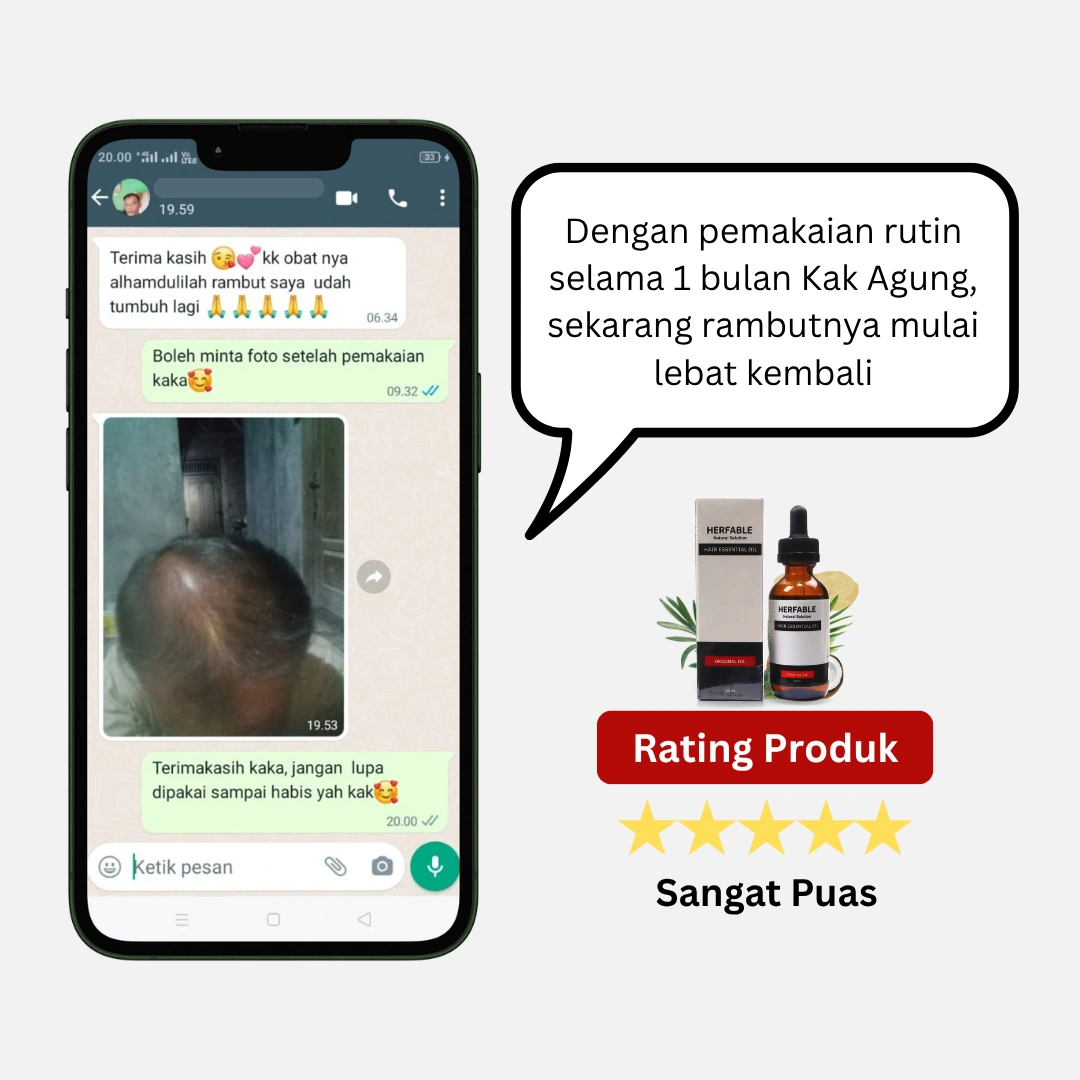 20.00
33
19.59
Terima kasih 😘💕kk obat nya
alhamdulilah rambut saya udah
tumbuh lagi 🙏🙏🙏🙏🙏
06.34
Boleh minta foto setelah pemakaian
kaka🥰
09.32
19.53
Terimakasih kaka, jangan lupa
dipakai sampai habis yah kak🥰
20.00
Ketik pesan
Dengan pemakaian rutin
selama 1 bulan Kak Agung,
sekarang rambutnya mulai
lebat kembali
HERFABLE
Natural Solution
HAIR ESSENTIAL OIL
ORIGINAL OIL
HERFABLE
Natural Solution
HAIR ESSENTIAL OIL
Rating Produk
Sangat Puas